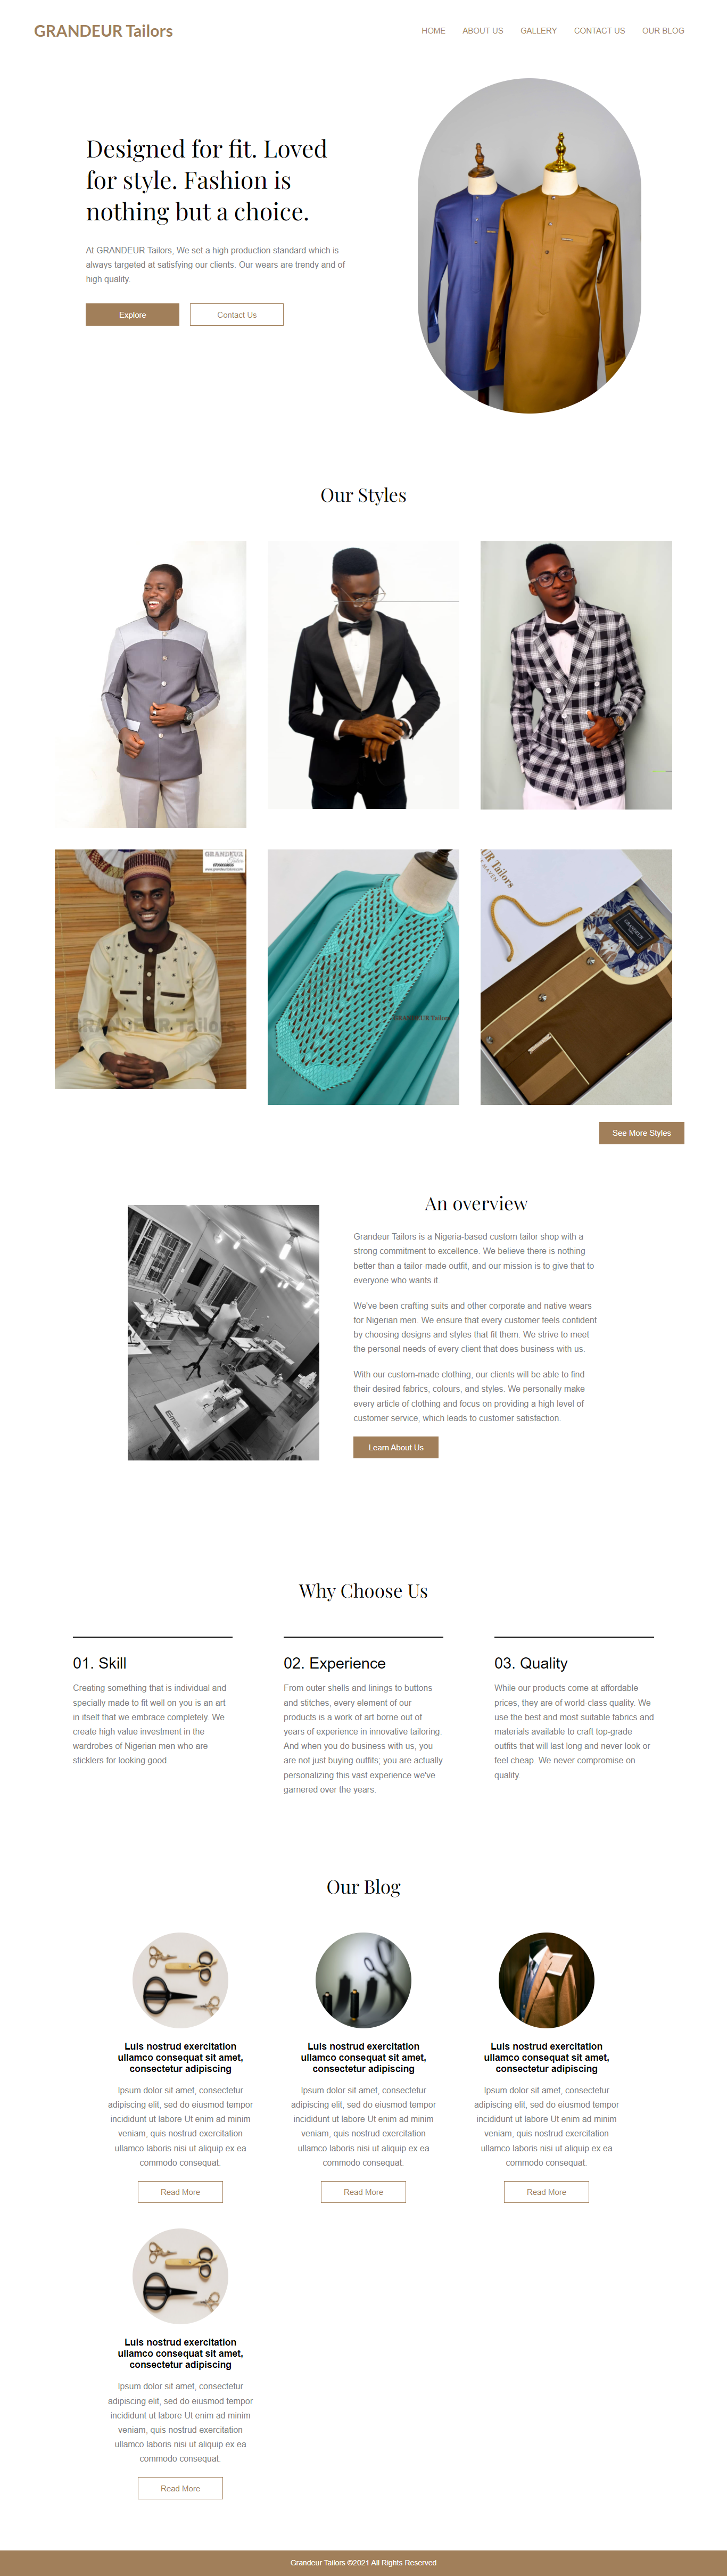 GRANDEUR Tailors
HOME ABOUT US GALLERY CONTACT US OUR BLOG
Designed for fit. Loved
for style. Fashion is
nothing but a choice.
At GRANDEUR Tailors, We set a high production standard which is
always targeted at satisfying our clients. Our wears are trendy and of
high quality.
Explore Contact Us
Our Styles
GRANDEUR
GRANDEUR Tailors
GRANDEUR Tailors
UR Tailors
GRANDEUR
See More Styles
An overview
Grandeur Tailors is a Nigeria-based custom tailor shop with a
strong commitment to excellence. We believe there is nothing
better than a tailor-made outfit, and our mission is to give that to
everyone who wants it.
We've been crafting suits and other corporate and native wears
for Nigerian men. We ensure that every customer feels confident
by choosing designs and styles that fit them. We strive to meet
the personal needs of every client that does business with us.
With our custom-made clothing, our clients will be able to find
their desired fabrics, colours, and styles. We personally make
every article of clothing and focus on providing a high level of
customer service, which leads to customer satisfaction.
Learn About Us
Why Choose Us
01. Skill
Creating something that is individual and
specially made to fit well on you is an art
in itself that we embrace completely. We
create high value investment in the
wardrobes of Nigerian men who are
sticklers for looking good.
02. Experience
From outer shells and linings to buttons
and stitches, every element of our
products is a work of art borne out of
years of experience in innovative tailoring.
And when you do business with us, you
are not just buying outfits; you are actually
personalizing this vast experience we've
garnered over the years.
03. Quality
While our products come at affordable
prices, they are of world-class quality. We
use the best and most suitable fabrics and
materials available to craft top-grade
outfits that will last long and never look or
feel cheap. We never compromise on
quality.
Our Blog
Luis nostrud exercitation
ullamco consequat sit amet,
consectetur adipiscing
Ipsum dolor sit amet, consectetur
adipiscing elit, sed do eiusmod tempor
incididunt ut labore Ut enim ad minim
veniam, quis nostrud exercitation
ullamco laboris nisi ut aliquip ex ea
commodo consequat.
Read More
Luis nostrud exercitation
ullamco consequat sit amet,
consectetur adipiscing
Ipsum dolor sit amet, consectetur
adipiscing elit, sed do eiusmod tempor
incididunt ut labore Ut enim ad minim
veniam, quis nostrud exercitation
ullamco laboris nisi ut aliquip ex ea
commodo consequat.
Read More
Luis nostrud exercitation
ullamco consequat sit amet,
consectetur adipiscing
Ipsum dolor sit amet, consectetur
adipiscing elit, sed do eiusmod tempor
incididunt ut labore Ut enim ad minim
veniam, quis nostrud exercitation
ullamco laboris nisi ut aliquip ex ea
commodo consequat.
Read More
Luis nostrud exercitation
ullamco consequat sit amet,
consectetur adipiscing
Ipsum dolor sit amet, consectetur
adipiscing elit, sed do eiusmod tempor
incididunt ut labore Ut enim ad minim
veniam, quis nostrud exercitation
ullamco laboris nisi ut aliquip ex ea
commodo consequat.
Read More
Grandeur Tailors ©2021 All Rights Reserved